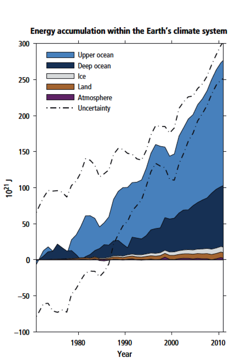 Energy accumulation within the Earth's climate system
300
250
200
150
100
50
0
−50
−100
10²¹ J
Upper ocean
Deep ocean
Ice
Land
Atmosphere
Uncertainty
1980
1990
2000
2010
Year